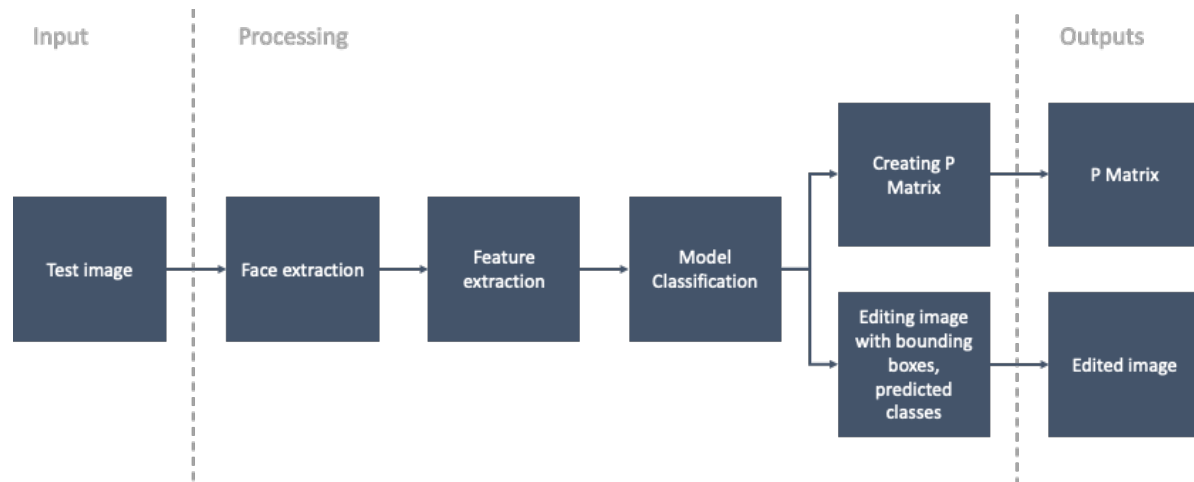 Input
Processing
Outputs
Test image
Face extraction
Feature
extraction
Model
Classification
Creating P
Matrix
P Matrix
Editing image
with bounding
boxes,
predicted
classes
Edited image